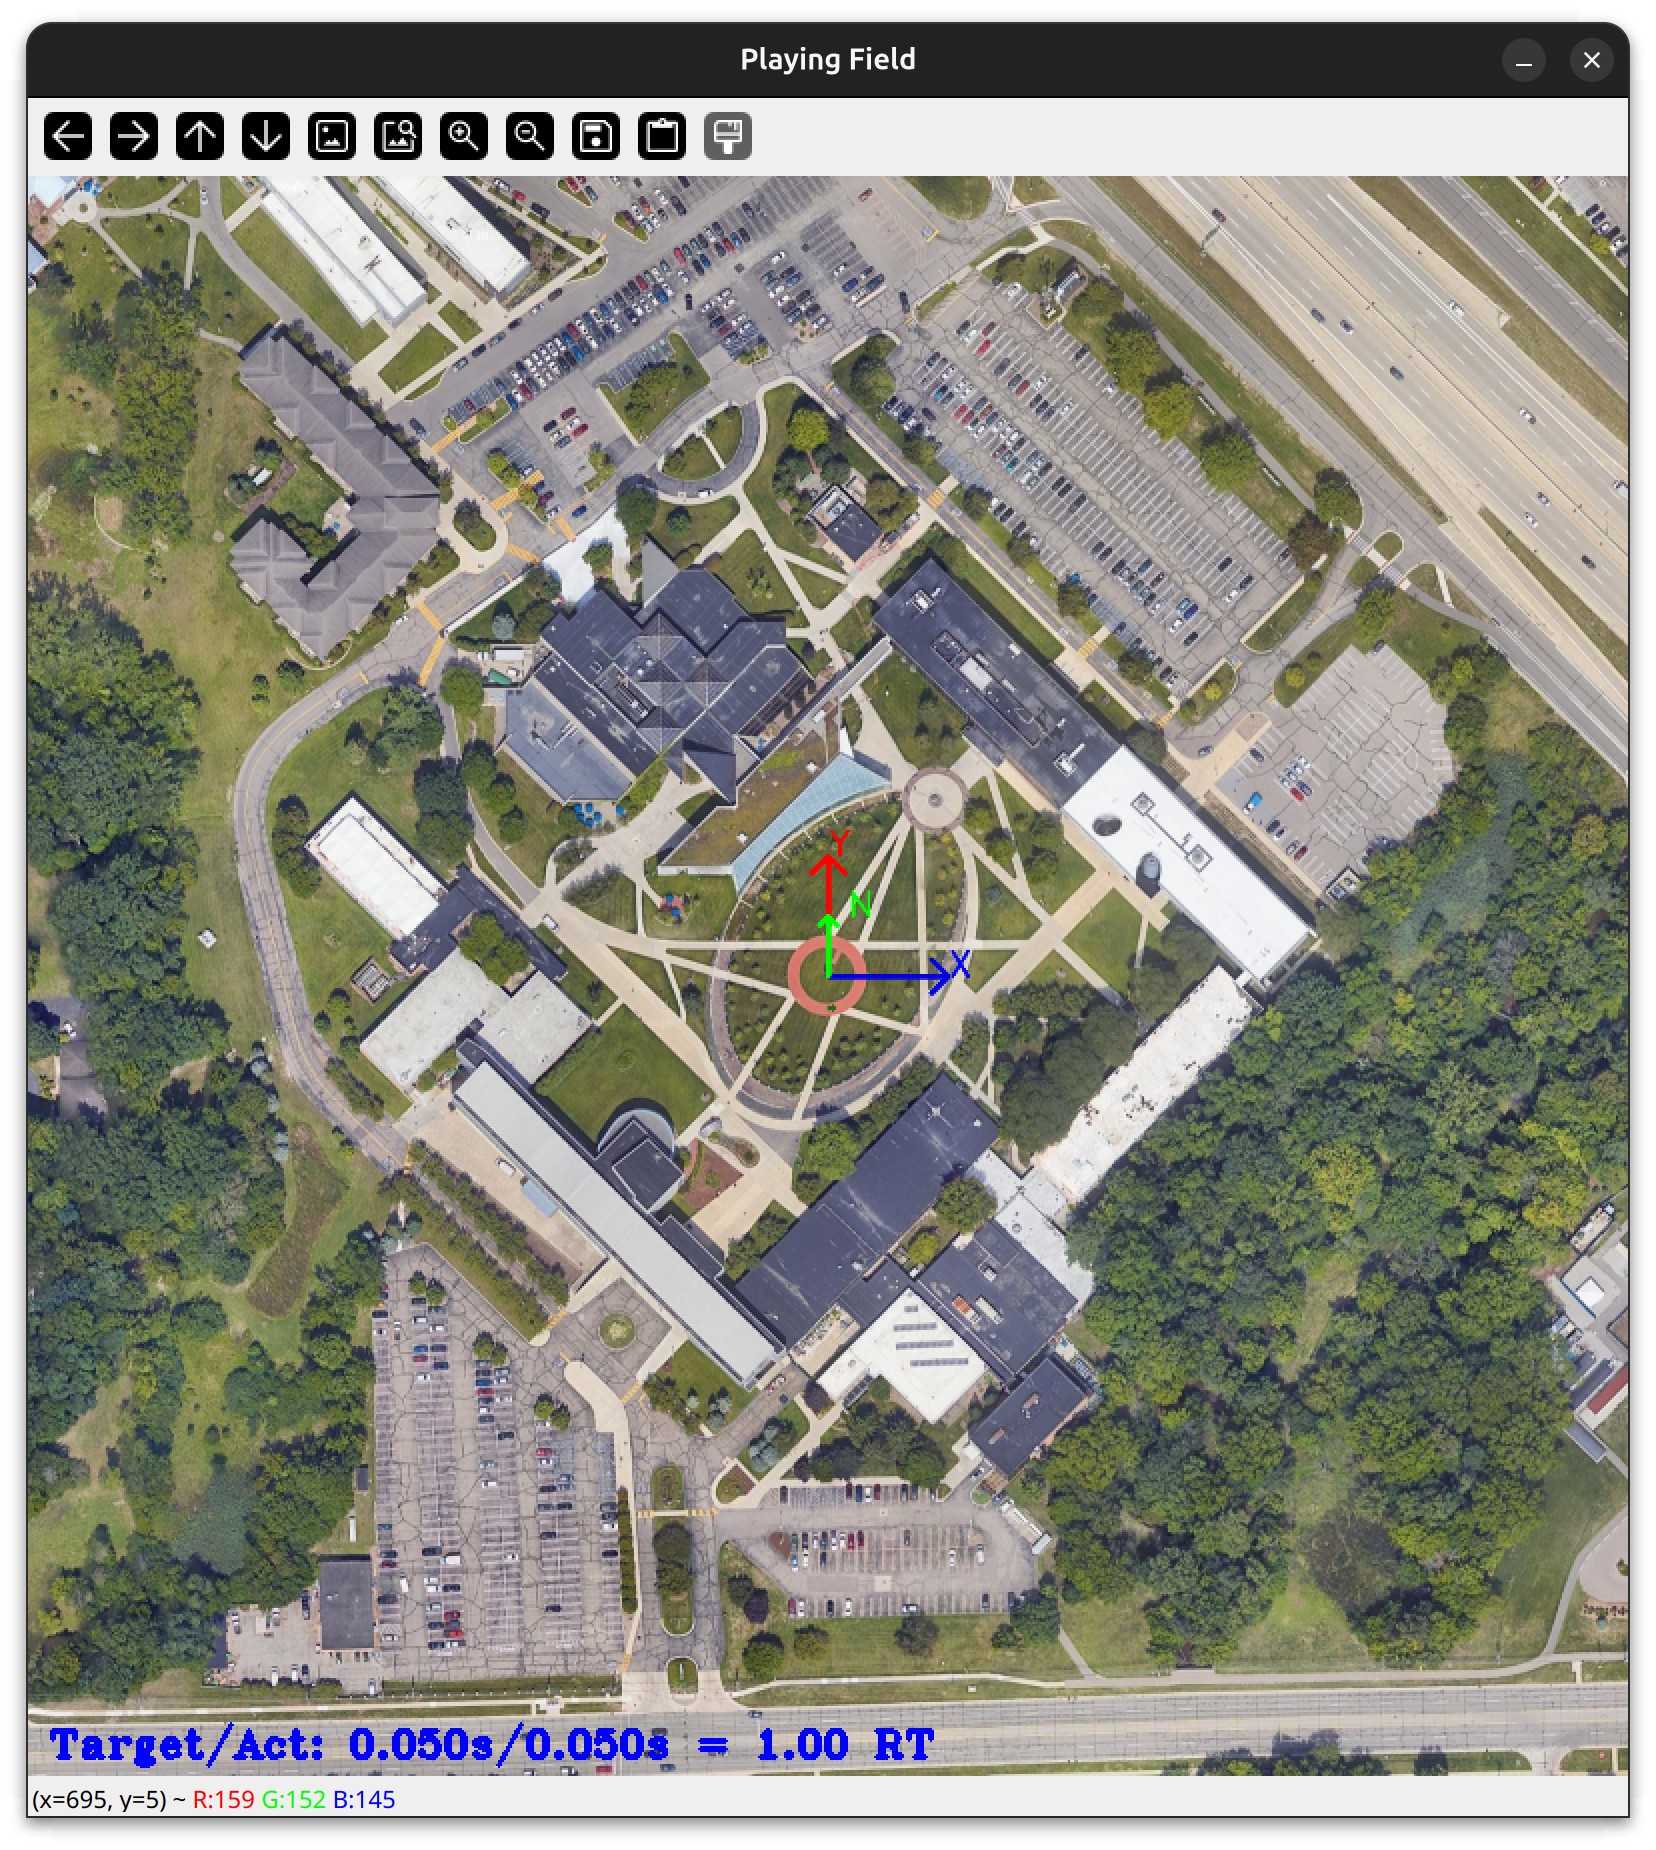 Playing Field
Y
N
X
Target/Act: 0.050s/0.050s = 1.00 RT
(x=695, y=5) ~ R:159 G:152 B:145